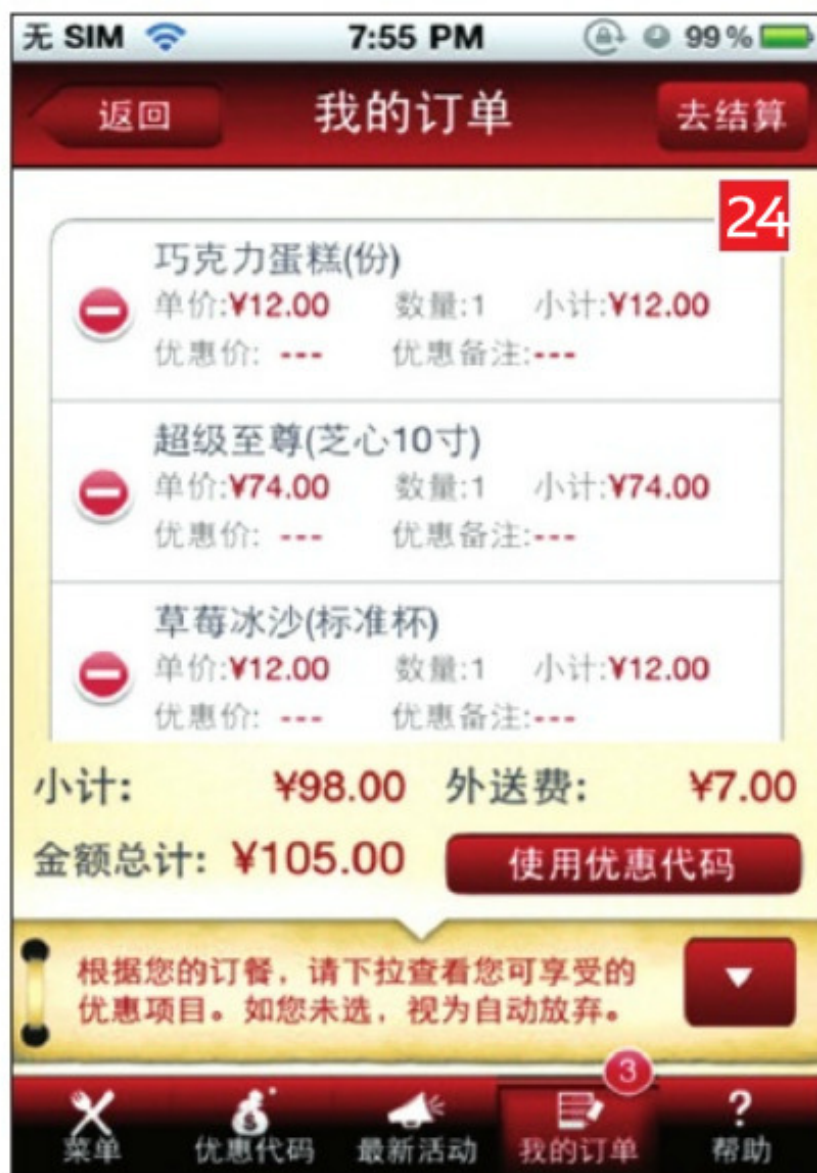 无 SIM 7:55 PM 99%
返回 我的订单 去结算
24
巧克力蛋糕(份)
单价:¥12.00 数量:1 小计:¥12.00
优惠价: --- 优惠备注:---
超级至尊(芝心10寸)
单价:¥74.00 数量:1 小计:¥74.00
优惠价: --- 优惠备注:---
草莓冰沙(标准杯)
单价:¥12.00 数量:1 小计:¥12.00
优惠价: --- 优惠备注:---
小计: ¥98.00 外送费: ¥7.00
金额总计: ¥105.00 使用优惠代码
根据您的订餐，请下拉查看您可享受的
优惠项目。如您未选，视为自动放弃。
3
菜单 优惠代码 最新活动 我的订单 ? 帮助